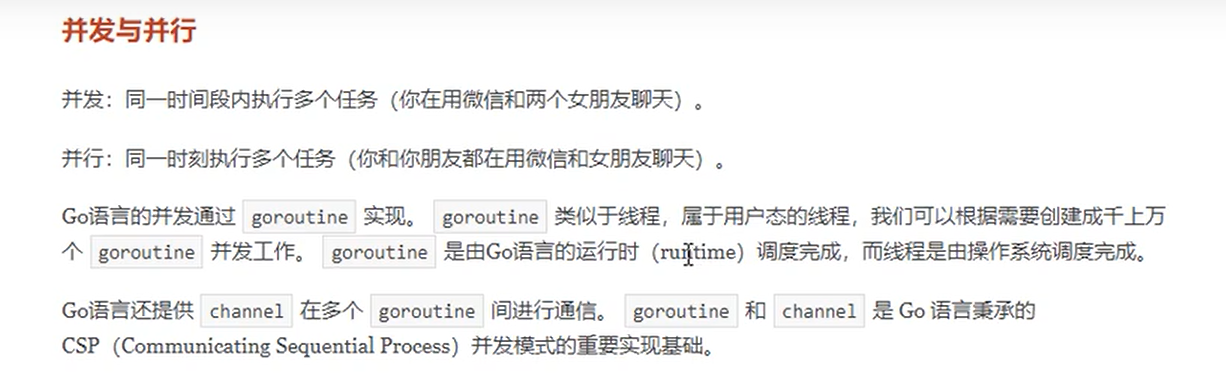 并发与并行
并发：同一时间段内执行多个任务（你在用微信和两个女朋友聊天）。
并行：同一时刻执行多个任务（你和你朋友都在用微信和女朋友聊天）。
Go语言的并发通过 goroutine 实现。 goroutine 类似于线程，属于用户态的线程，我们可以根据需要创建成千上万
个 goroutine 并发工作。 goroutine 是由Go语言的运行时（runtime）调度完成，而线程是由操作系统调度完成。
Go语言还提供 channel 在多个 goroutine 间进行通信。 goroutine 和 channel 是 Go 语言秉承的
CSP（Communicating Sequential Process）并发模式的重要实现基础。